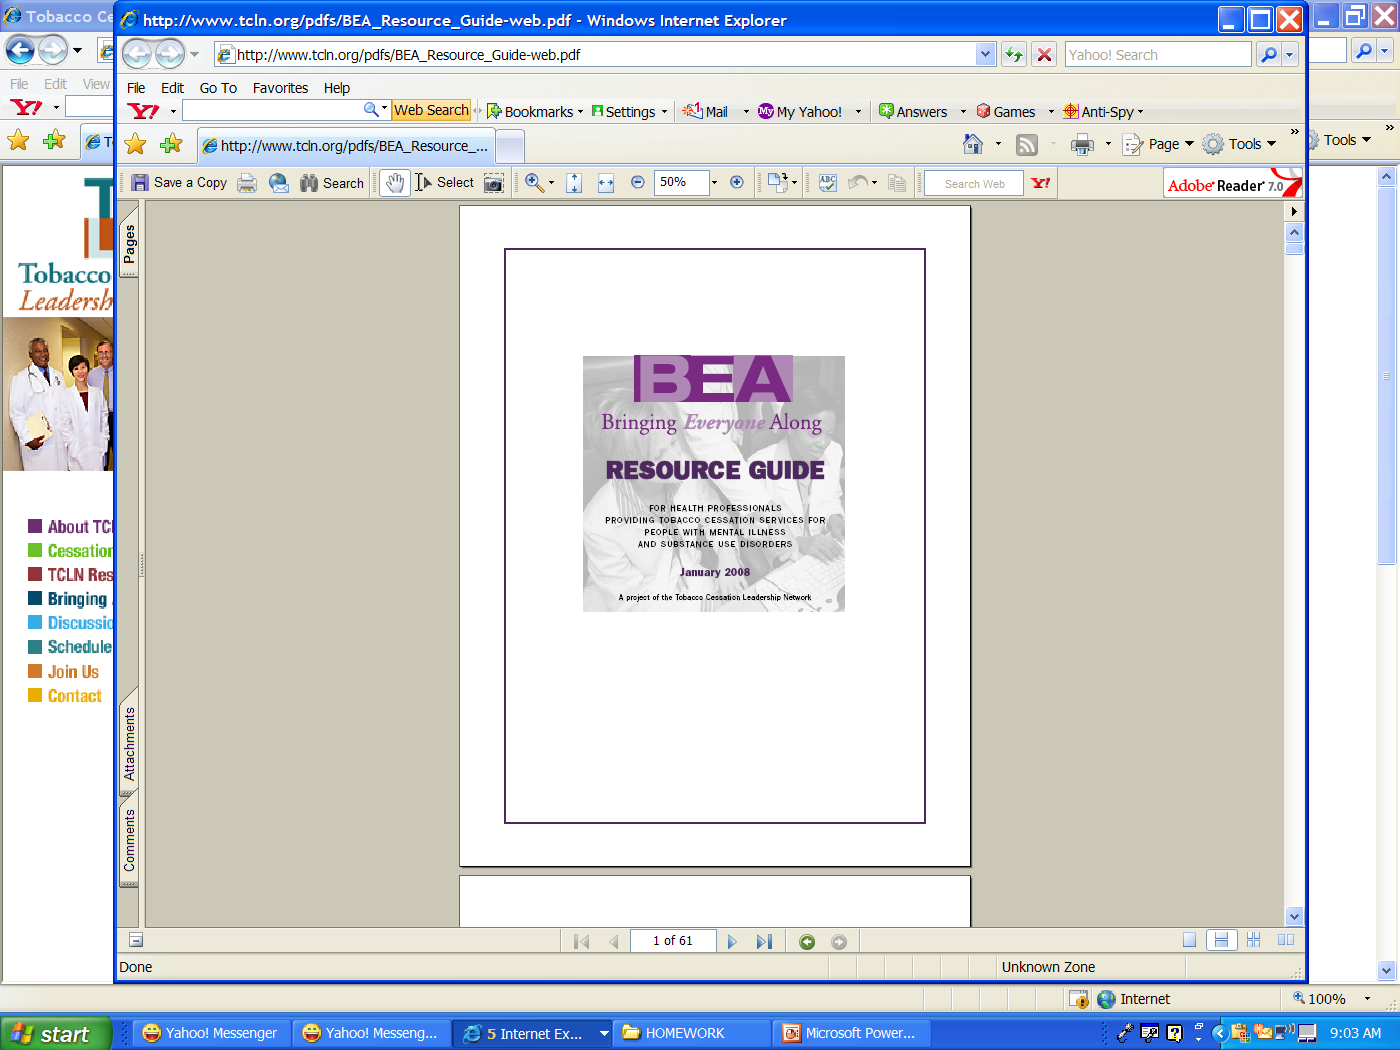 Tobacco Ce
http://www.tcln.org/pdfs/BEA_Resource_Guide-web.pdf - Windows Internet Explorer
http://www.tcln.org/pdfs/BEA_Resource_Guide-web.pdf
Yahoo! Search
File Edit View
File Edit Go To Favorites Help
Y! Web Search Bookmarks Settings Mail My My Yahoo! Answers Games Anti-Spy
http://www.tcln.org/pdfs/BEA_Resource_...
Page Tools
Tools
Save a Copy Search Select 50% Search Web Y! Adobe Reader 7.0
Pages
Attachments
Comments
Tobacco
Leadersh
About TCL
Cessation
TCLN Res
Bringing
Discussio
Schedule
Join Us
Contact
BEA
Bringing Everyone Along
RESOURCE GUIDE
FOR HEALTH PROFESSIONALS
PROVIDING TOBACCO CESSATION SERVICES FOR
PEOPLE WITH MENTAL ILLNESS
AND SUBSTANCE USE DISORDERS
January 2008
A project of the Tobacco Cessation Leadership Network
1 of 61
Done
Unknown Zone
Internet
100%
start
Yahoo! Messenger
Yahoo! Messeng...
5 Internet Ex...
HOMEWORK
Microsoft Power...
9:03 AM